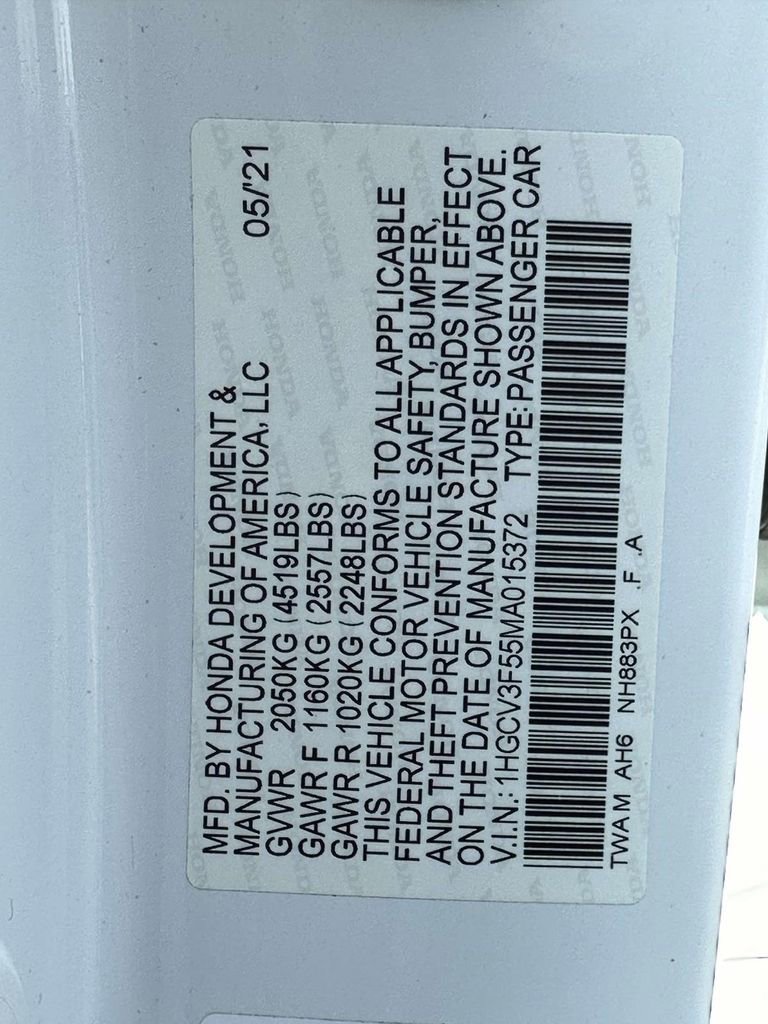 MFD. BY HONDA DEVELOPMENT &
MANUFACTURING OF AMERICA, LLC 05/'21
GVWR 2050KG (4519LBS)
GAWR F 1160KG (2557LBS)
GAWR R 1020KG (2248LBS)
THIS VEHICLE CONFORMS TO ALL APPLICABLE
FEDERAL MOTOR VEHICLE SAFETY, BUMPER,
AND THEFT PREVENTION STANDARDS IN EFFECT
ON THE DATE OF MANUFACTURE SHOWN ABOVE.
V.I.N.: 1HGCV3F55MA015372 TYPE: PASSENGER CAR
TWAM AH6 NH883PX .F .A